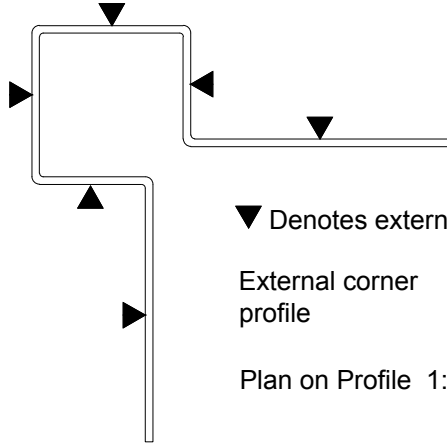 Denotes extern
External corner
profile
Plan on Profile 1: